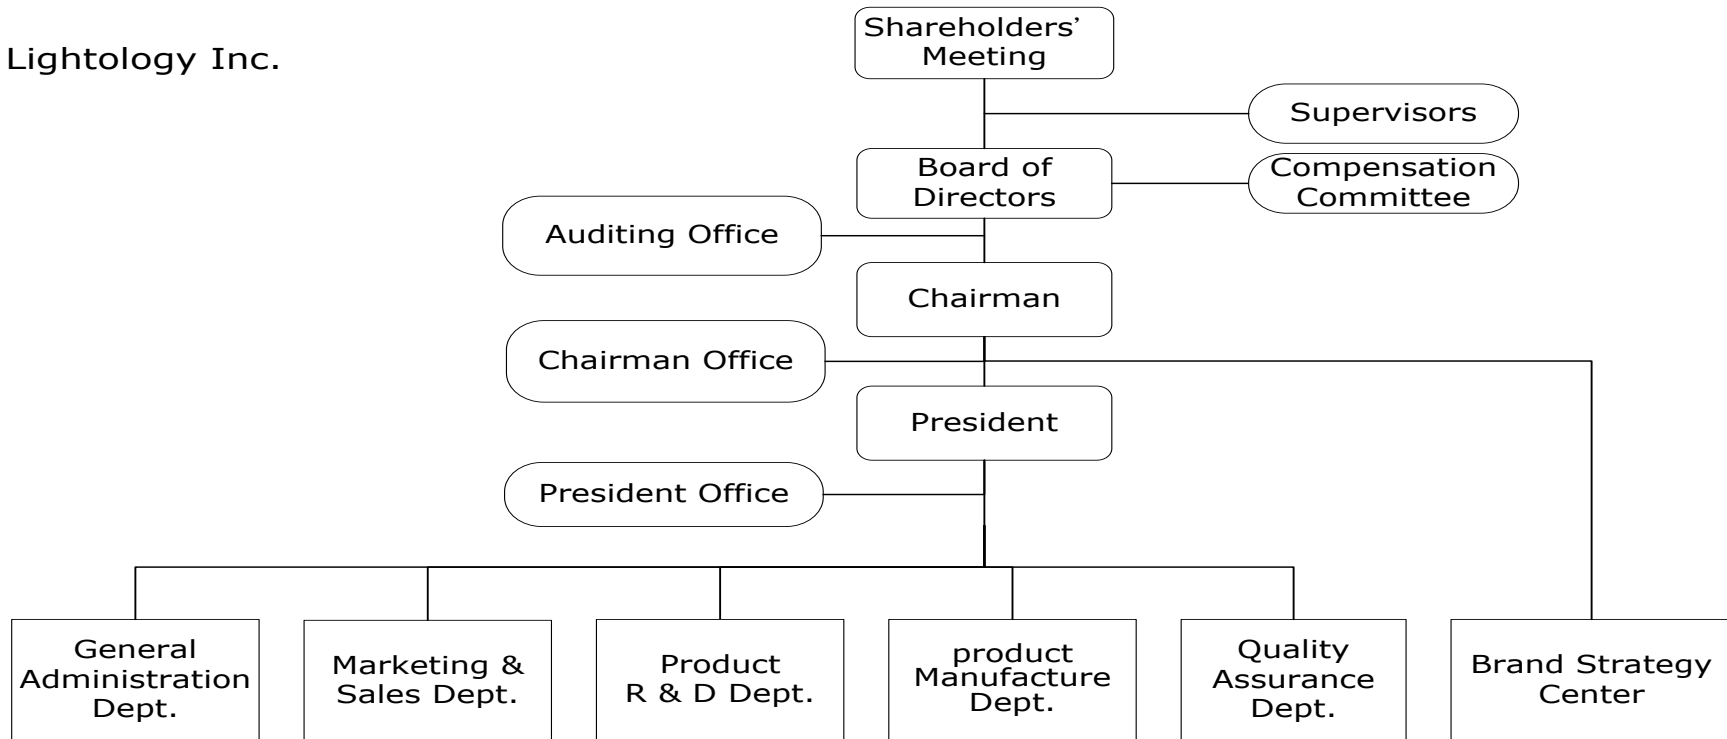 Lightology Inc.
Shareholders’
Meeting
Supervisors
Board of
Directors
Compensation
Committee
Auditing Office
Chairman
Chairman Office
President
President Office
General
Administration
Dept.
Marketing &
Sales Dept.
Product
R & D Dept.
product
Manufacture
Dept.
Quality
Assurance
Dept.
Brand Strategy
Center